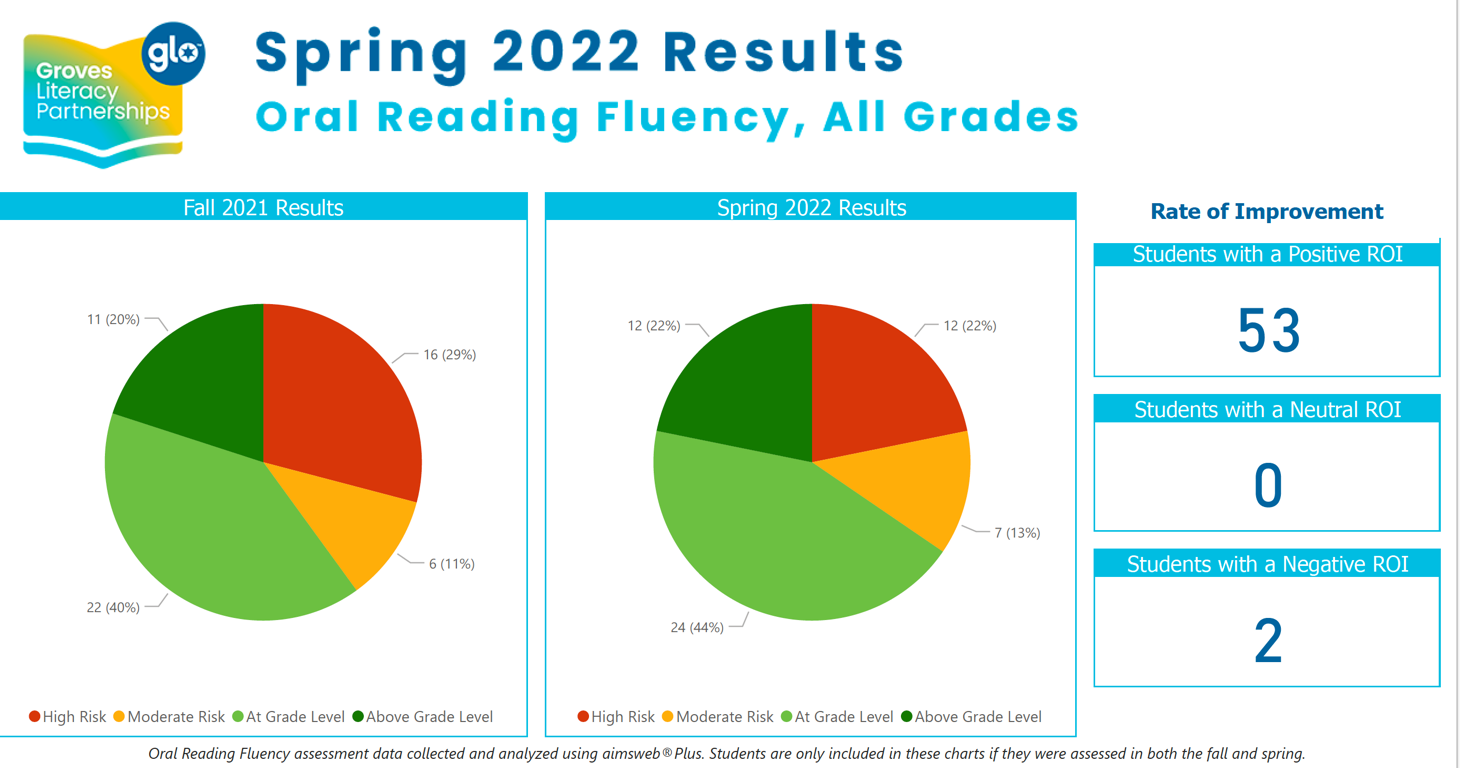 glo
Groves
Literacy
Partnerships
Spring 2022 Results
Oral Reading Fluency, All Grades
Fall 2021 Results
11 (20%)
16 (29%)
6 (11%)
22 (40%)
High Risk Moderate Risk At Grade Level Above Grade Level
Spring 2022 Results
12 (22%)
12 (22%)
7 (13%)
24 (44%)
High Risk Moderate Risk At Grade Level Above Grade Level
Rate of Improvement
Students with a Positive ROI
53
Students with a Neutral ROI
0
Students with a Negative ROI
2
Oral Reading Fluency assessment data collected and analyzed using aimsweb® Plus. Students are only included in these charts if they were assessed in both the fall and spring.